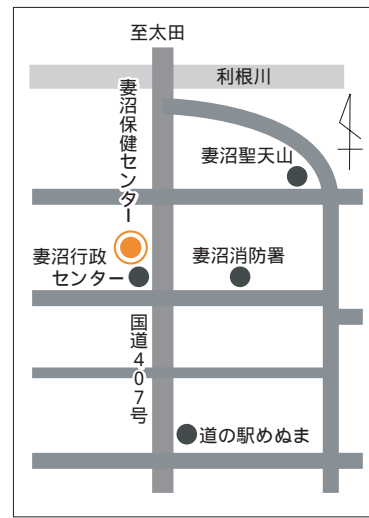 至太田
利根川
妻沼保健センター
妻沼聖天山
妻沼行政
センター
妻沼消防署
国道407号
道の駅めぬま